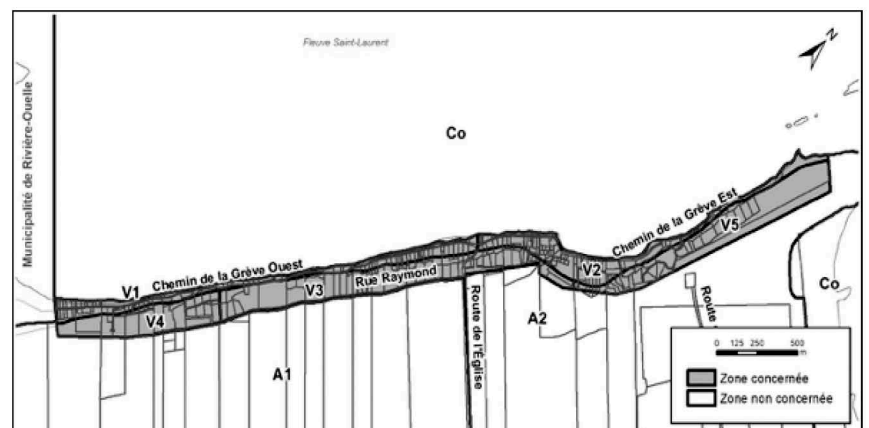 Fleuve Saint-Laurent
N
Municipalité de Rivière-Ouelle
Co
Chemin de la Grève Est
V5
V2
Chemin de la Grève Ouest
V1
V3
Rue Raymond
V4
Co
A2
Route de l'Église
Route
A1
0 125 250 500
m
Zone concernée
Zone non concernée